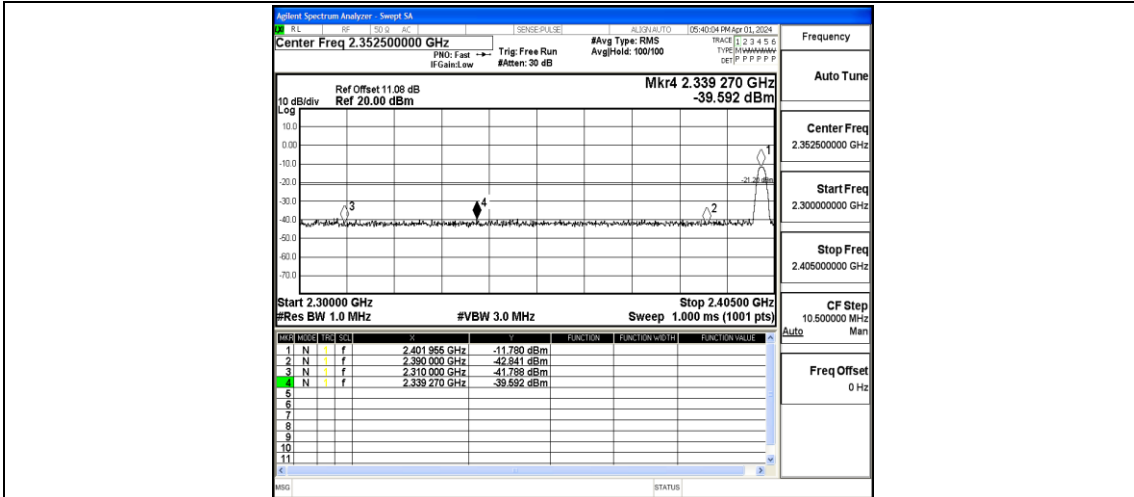 Agilent Spectrum Analyzer - Swept SA
RL RF 50 Ω AC SENSE:PULSE ALIGN AUTO 05:40:04 PM Apr 01, 2024
Center Freq 2.352500000 GHz
PNO: Fast
IFGain:Low
Trig: Free Run
#Atten: 30 dB
#Avg Type: RMS
Avg|Hold: 100/100
TRACE 1 2 3 4 5 6
TYPE M W W W W W
DET P P P P P P
Ref Offset 11.08 dB
10 dB/div Ref 20.00 dBm
Log
Mkr4 2.339 270 GHz
-39.592 dBm
10.0
0.00
-10.0
-20.0
-30.0
-40.0
-50.0
-60.0
-70.0
1
2
3
4
Start 2.30000 GHz Stop 2.40500 GHz
#Res BW 1.0 MHz #VBW 3.0 MHz Sweep 1.000 ms (1001 pts)
MKR MODE TRC SCL X Y FUNCTION FUNCTION WIDTH FUNCTION VALUE
1 N 1 f 2.401 955 GHz -11.780 dBm
2 N 1 f 2.390 000 GHz -42.841 dBm
3 N 1 f 2.310 000 GHz -41.788 dBm
4 N 1 f 2.339 270 GHz -39.592 dBm
5
6
7
8
9
10
11
MSG STATUS
Frequency
Auto Tune
Center Freq
2.352500000 GHz
Start Freq
2.300000000 GHz
Stop Freq
2.405000000 GHz
CF Step
10.500000 MHz
Auto Man
Freq Offset
0 Hz